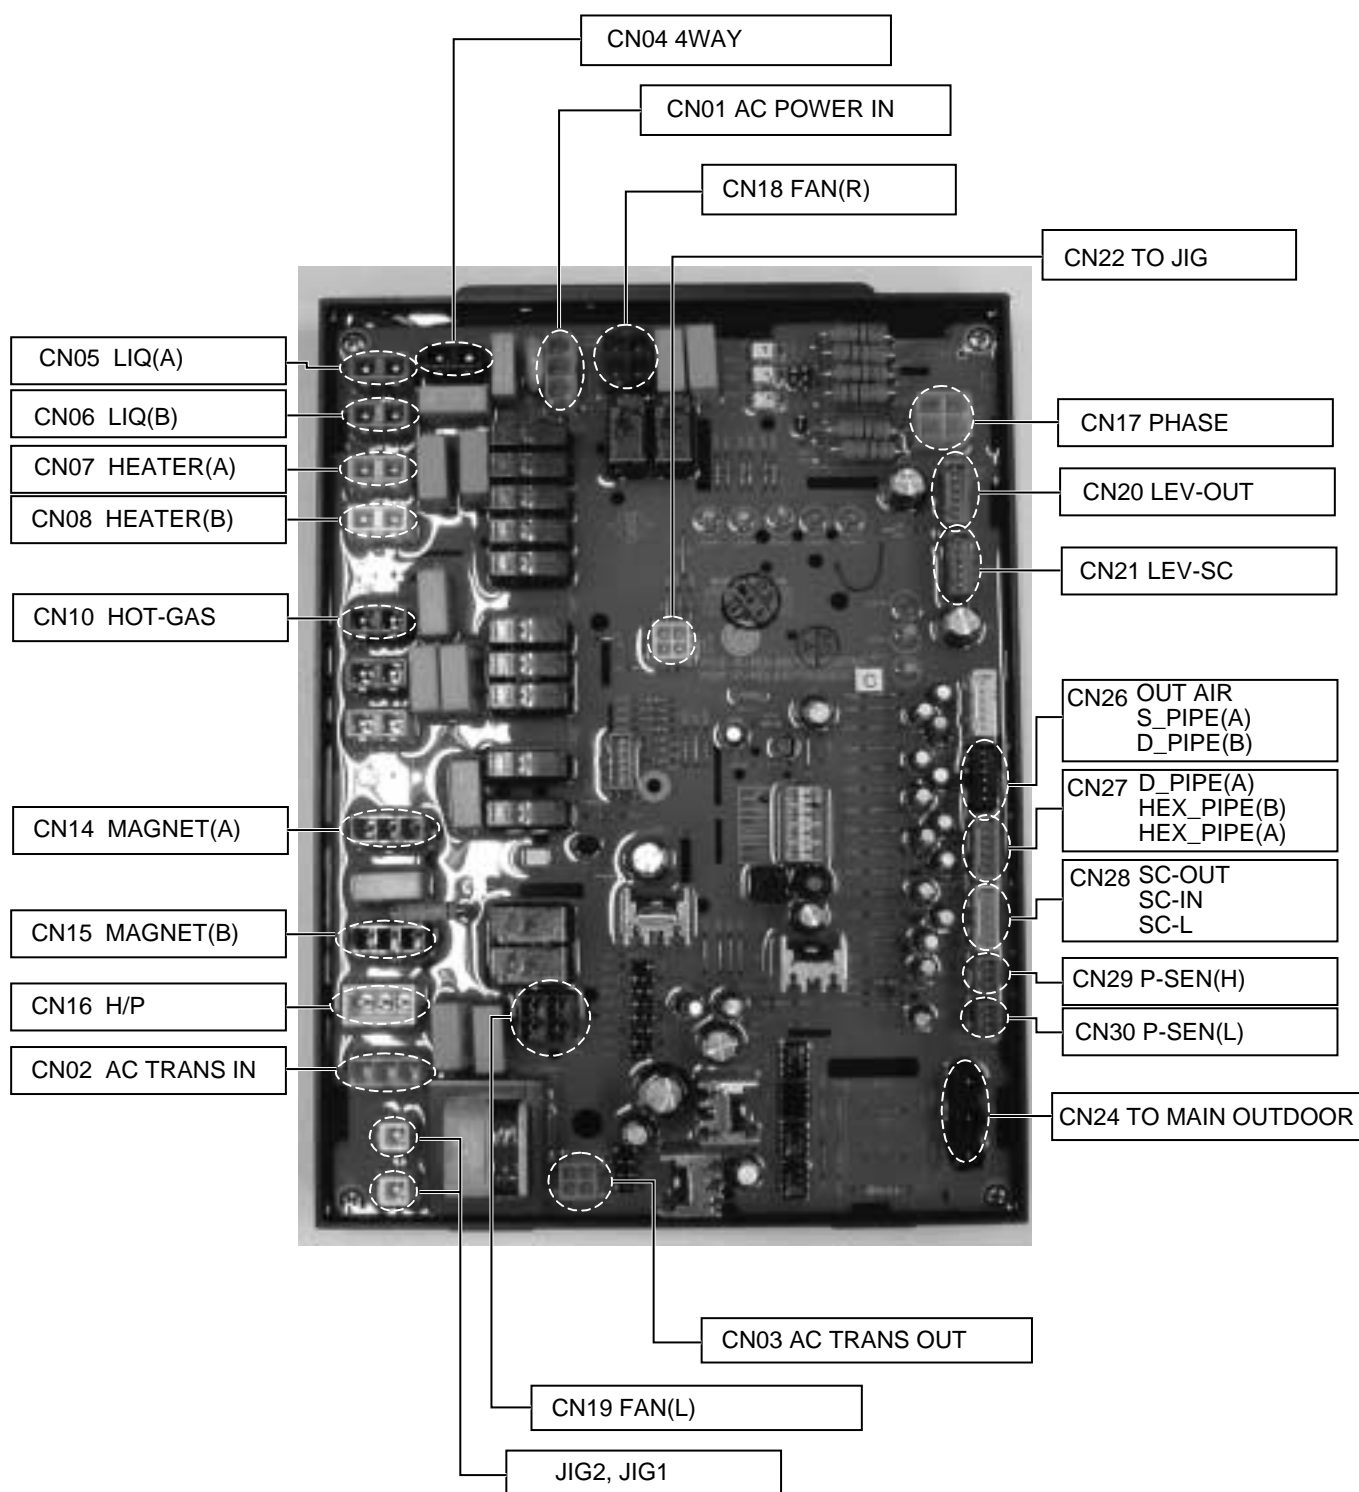 CN04 4WAY
CN01 AC POWER IN
CN18 FAN(R)
CN22 TO JIG
CN05 LIQ(A)
CN06 LIQ(B)
CN07 HEATER(A)
CN08 HEATER(B)
CN10 HOT-GAS
CN14 MAGNET(A)
CN15 MAGNET(B)
CN16 H/P
CN02 AC TRANS IN
CN17 PHASE
CN20 LEV-OUT
CN21 LEV-SC
CN26 OUT AIR
S_PIPE(A)
D_PIPE(B)
CN27 D_PIPE(A)
HEX_PIPE(B)
HEX_PIPE(A)
CN28 SC-OUT
SC-IN
SC-L
CN29 P-SEN(H)
CN30 P-SEN(L)
CN24 TO MAIN OUTDOOR
C
CN03 AC TRANS OUT
CN19 FAN(L)
JIG2, JIG1